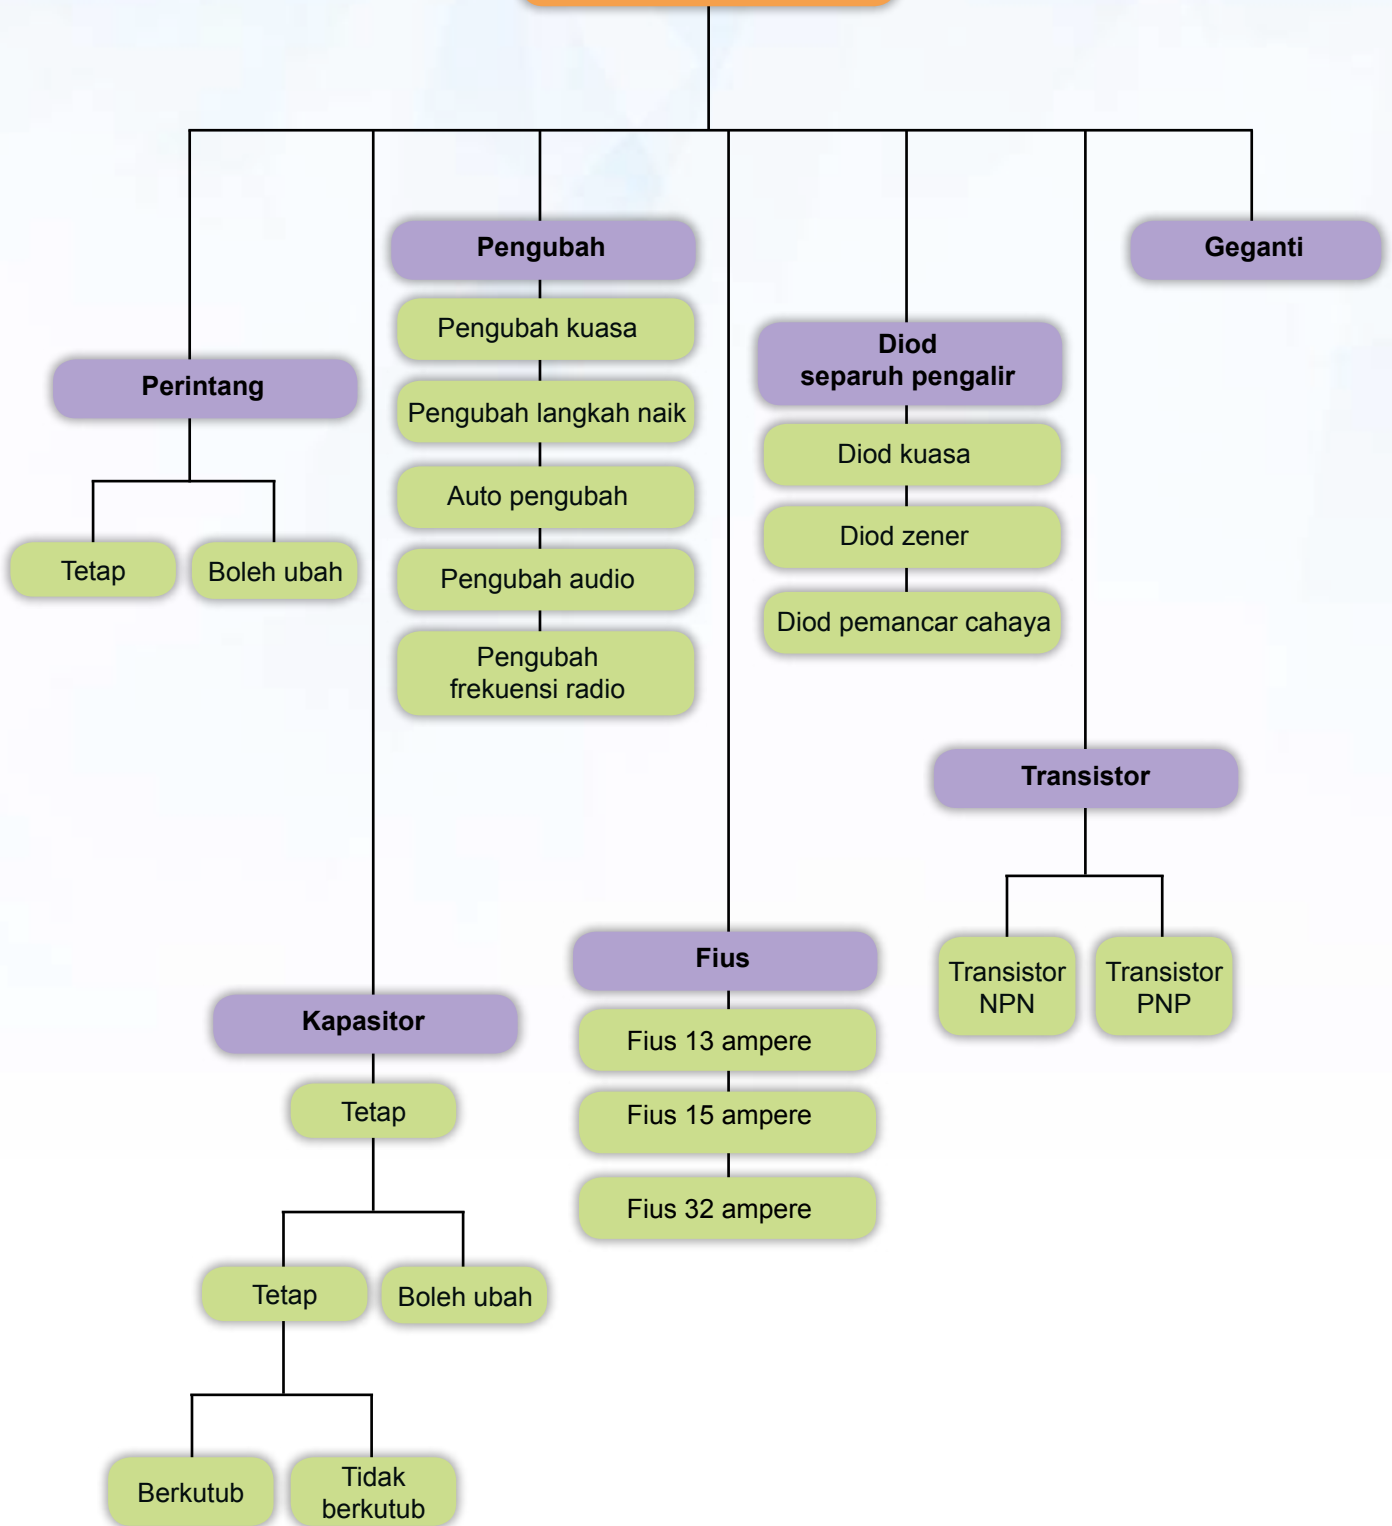 Pengubah
Pengubah kuasa
Pengubah langkah naik
Auto pengubah
Pengubah audio
Pengubah
frekuensi radio
Geganti
Diod
separuh pengalir
Diod kuasa
Diod zener
Diod pemancar cahaya
Perintang
Tetap
Boleh ubah
Transistor
Transistor
NPN
Transistor
PNP
Fius
Fius 13 ampere
Fius 15 ampere
Fius 32 ampere
Kapasitor
Tetap
Tetap
Boleh ubah
Berkutub
Tidak
berkutub